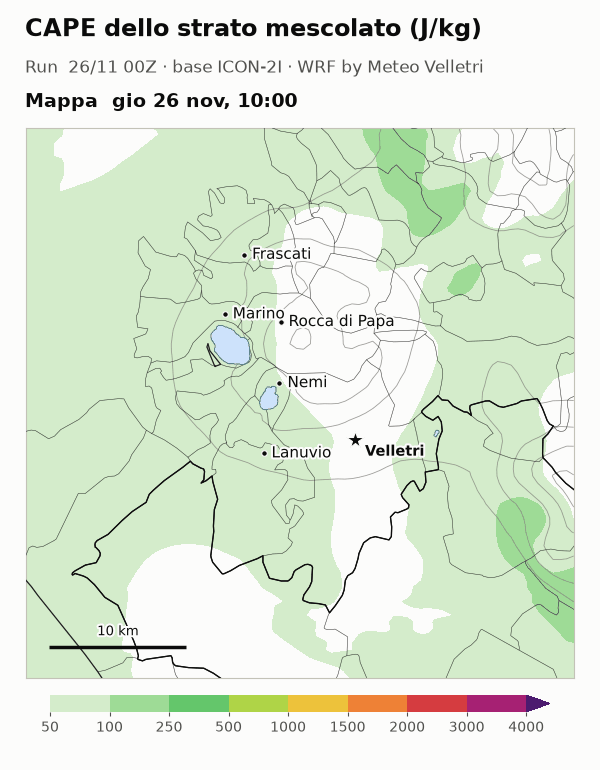 CAPE dello strato mescolato (J/kg)
Run  26/11 00Z · base ICON-2I · WRF by Meteo Velletri
Mappa  gio 26 nov, 10:00
Frascati
Marino
Rocca di Papa
Nemi
Velletri
Lanuvio
10 km
50 100 250 500 1000 1500 2000 3000 4000